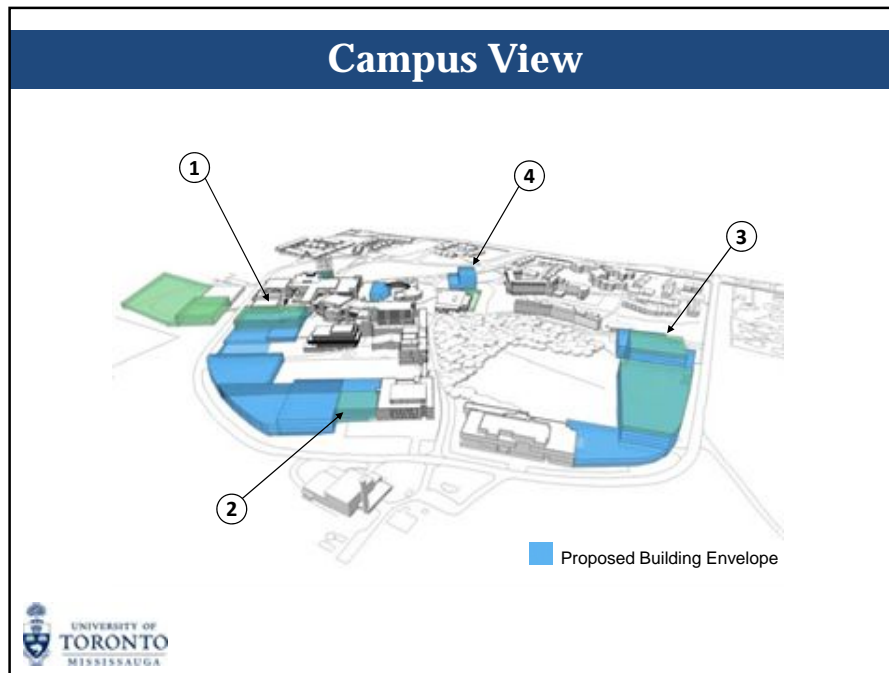 Campus View
1
4
3
2
Proposed Building Envelope
UNIVERSITY OF
TORONTO
MISSISSAUGA